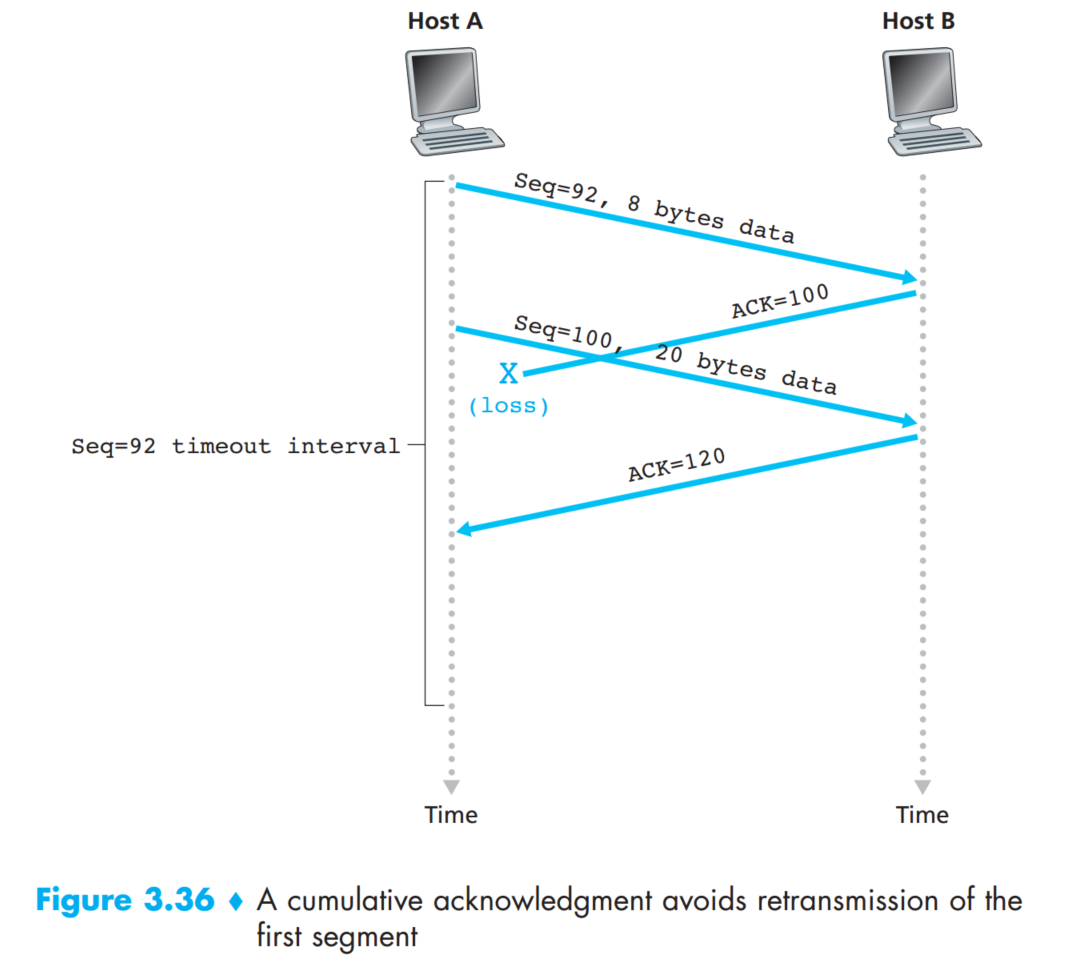 Host A
Host B
Seq=92, 8 bytes data
ACK=100
Seq=100, 20 bytes data
X
(loss)
Seq=92 timeout interval
ACK=120
Time
Time
Figure 3.36 ♦ A cumulative acknowledgment avoids retransmission of the
first segment